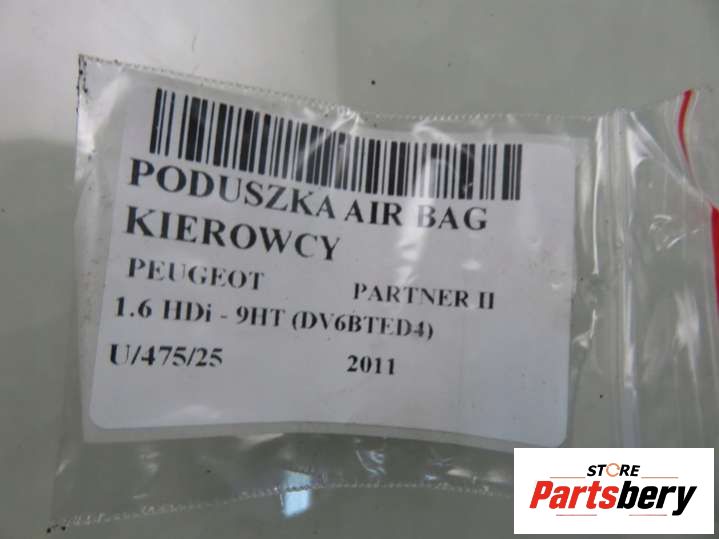 PODUSZKA AIR BAG
KIEROWCY
PEUGEOT PARTNER II
1.6 HDi - 9HT (DV6BTED4)
U/475/25 2011
STORE
Partsbery